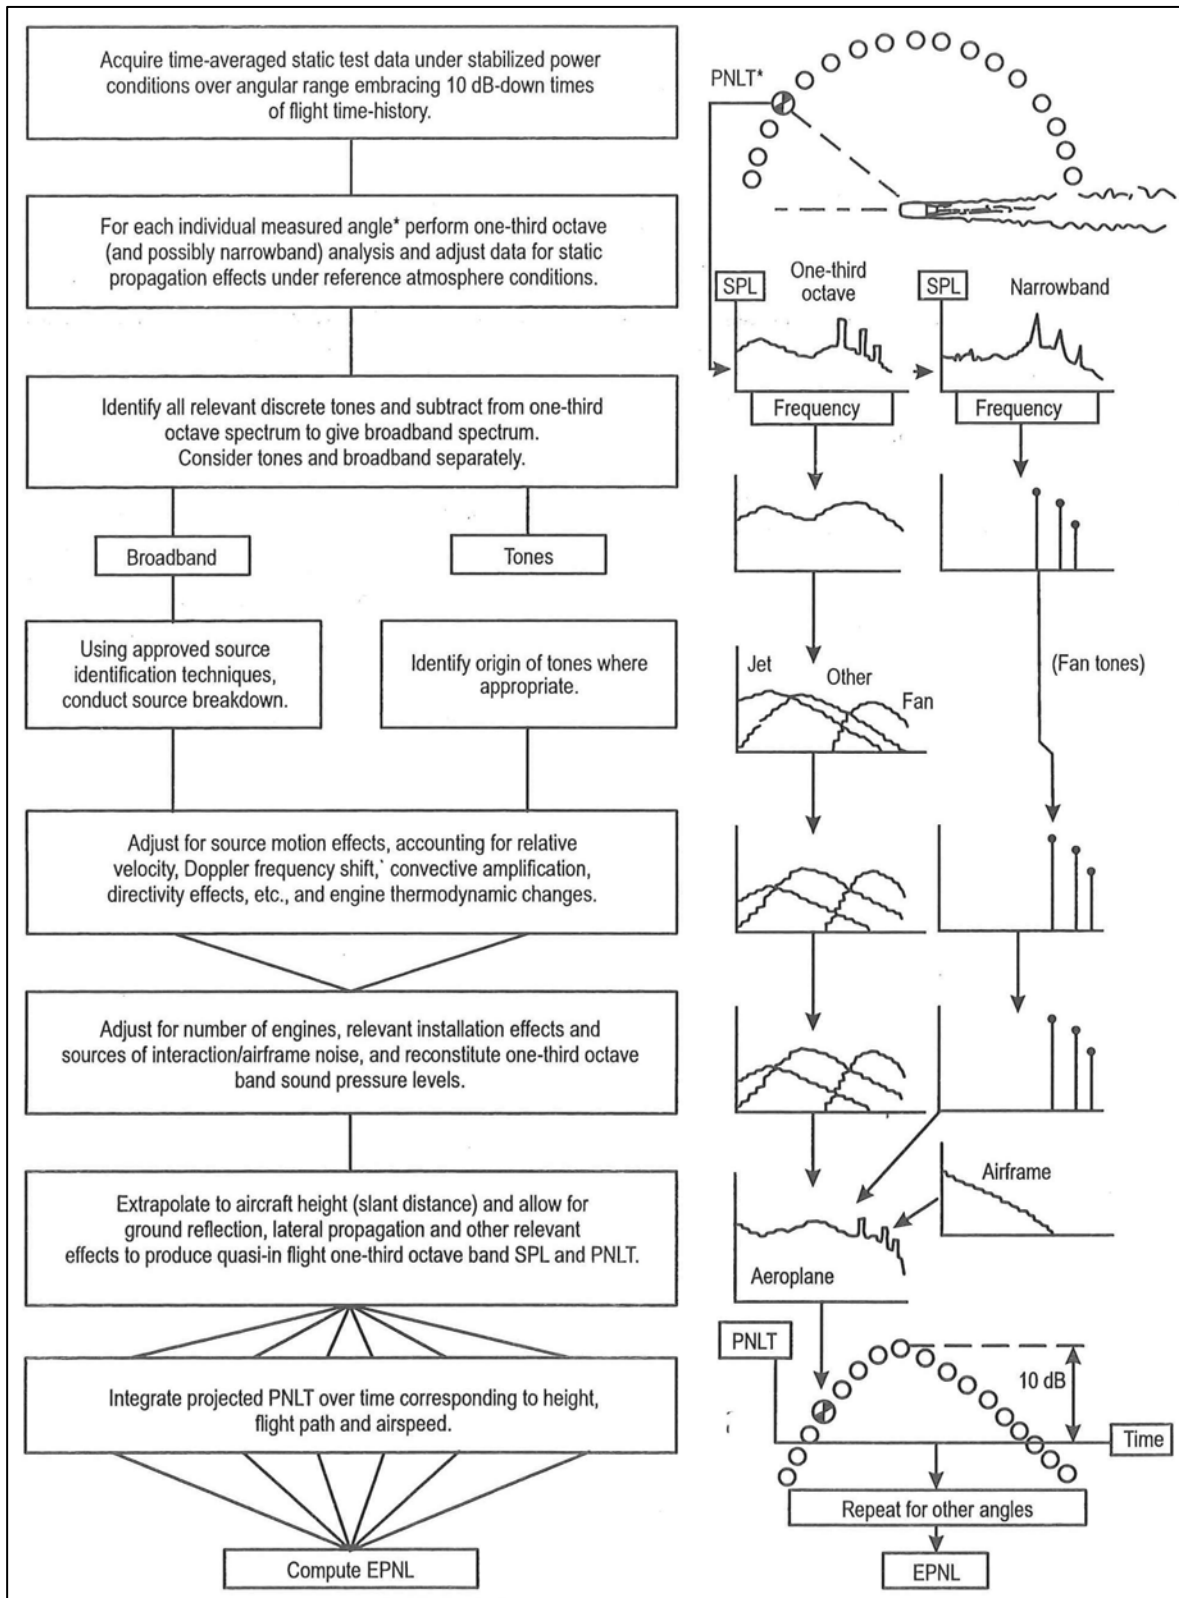 Acquire time-averaged static test data under stabilized power
conditions over angular range embracing 10 dB-down times
of flight time-history.
For each individual measured angle* perform one-third octave
(and possibly narrowband) analysis and adjust data for static
propagation effects under reference atmosphere conditions.
Identify all relevant discrete tones and subtract from one-third
octave spectrum to give broadband spectrum.
Consider tones and broadband separately.
Broadband
Tones
Using approved source
identification techniques,
conduct source breakdown.
Identify origin of tones where
appropriate.
Adjust for source motion effects, accounting for relative
velocity, Doppler frequency shift,` convective amplification,
directivity effects, etc., and engine thermodynamic changes.
Adjust for number of engines, relevant installation effects and
sources of interaction/airframe noise, and reconstitute one-third octave
band sound pressure levels.
Extrapolate to aircraft height (slant distance) and allow for
ground reflection, lateral propagation and other relevant
effects to produce quasi-in flight one-third octave band SPL and PNLT.
Integrate projected PNLT over time corresponding to height,
flight path and airspeed.
Compute EPNL
PNLT*
SPL
One-third
octave
SPL
Narrowband
Frequency
Frequency
Jet
Other
Fan
(Fan tones)
Airframe
Aeroplane
PNLT
10 dB
Time
Repeat for other angles
EPNL